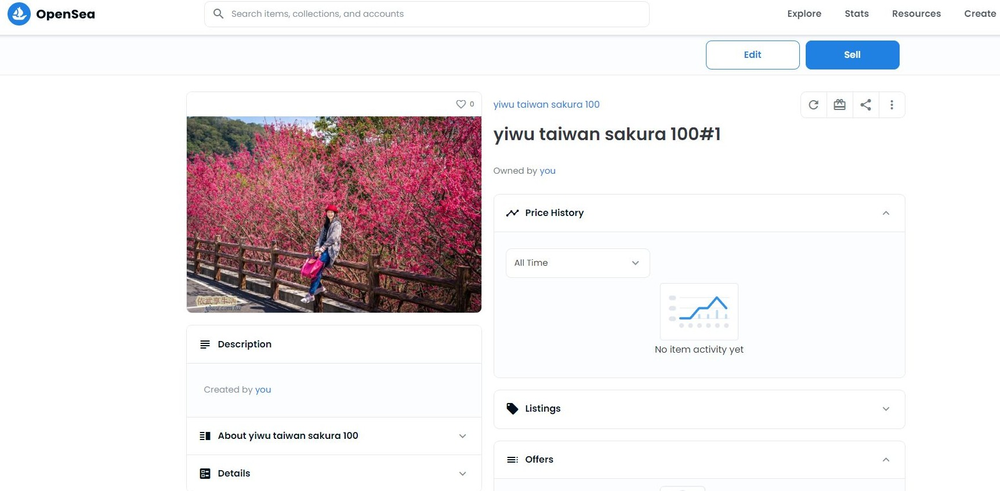 OpenSea
Search items, collections, and accounts
Explore
Stats
Resources
Create
Edit
Sell
0
yiwu taiwan sakura 100
yiwu taiwan sakura 100#1
Owned by you
Price History
All Time
No item activity yet
Listings
Offers
依武享生活
yiwu.com.tw
Description
Created by you
About yiwu taiwan sakura 100
Details